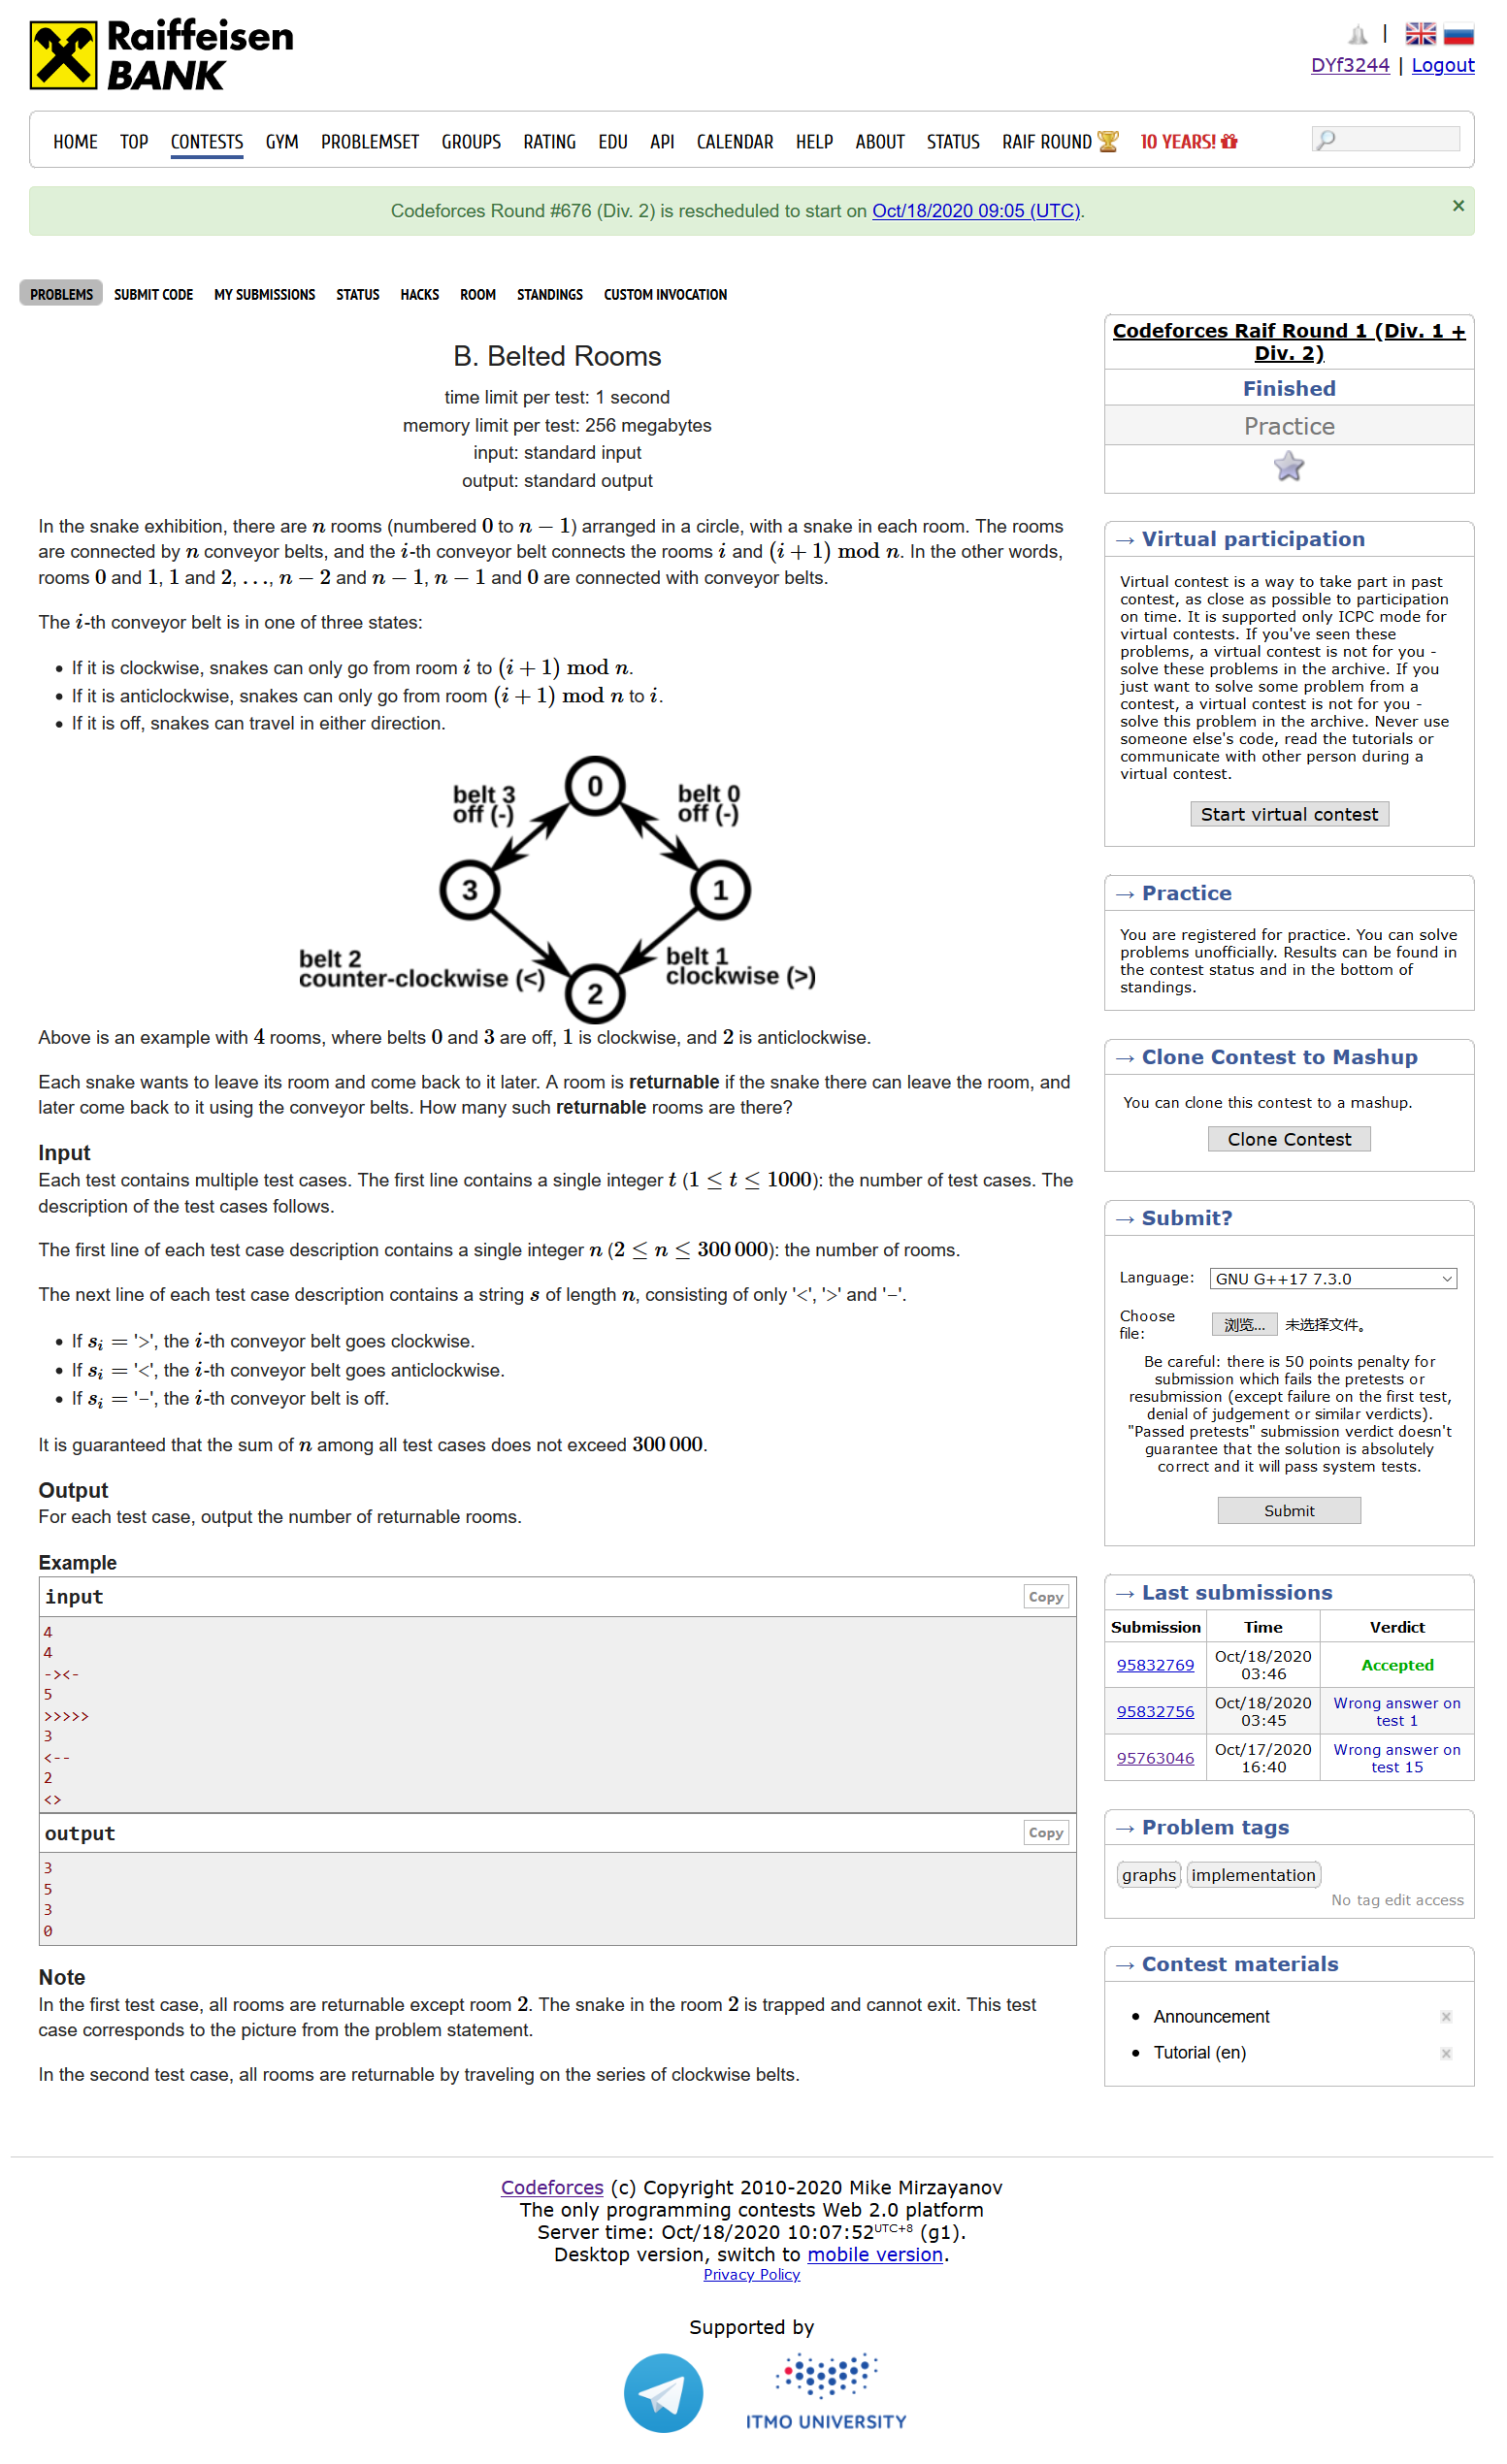 Raiffeisen
BANK
|
DYf3244 | Logout
HOME TOP CONTESTS GYM PROBLEMSET GROUPS RATING EDU API CALENDAR HELP ABOUT STATUS RAIF ROUND 10 YEARS!
Codeforces Round #676 (Div. 2) is rescheduled to start on Oct/18/2020 09:05 (UTC).
×
PROBLEMS SUBMIT CODE MY SUBMISSIONS STATUS HACKS ROOM STANDINGS CUSTOM INVOCATION
B. Belted Rooms
time limit per test: 1 second
memory limit per test: 256 megabytes
input: standard input
output: standard output
In the snake exhibition, there are n rooms (numbered 0 to n − 1) arranged in a circle, with a snake in each room. The rooms
are connected by n conveyor belts, and the i-th conveyor belt connects the rooms i and (i + 1) mod n. In the other words,
rooms 0 and 1, 1 and 2, …, n − 2 and n − 1, n − 1 and 0 are connected with conveyor belts.
The i-th conveyor belt is in one of three states:
• If it is clockwise, snakes can only go from room i to (i + 1) mod n.
• If it is anticlockwise, snakes can only go from room (i + 1) mod n to i.
• If it is off, snakes can travel in either direction.
belt 3
off (-)
0
belt 0
off (-)
3
1
belt 2
counter-clockwise (<)
2
belt 1
clockwise (>)
Above is an example with 4 rooms, where belts 0 and 3 are off, 1 is clockwise, and 2 is anticlockwise.
Each snake wants to leave its room and come back to it later. A room is returnable if the snake there can leave the room, and
later come back to it using the conveyor belts. How many such returnable rooms are there?
Input
Each test contains multiple test cases. The first line contains a single integer t (1 ≤ t ≤ 1000): the number of test cases. The
description of the test cases follows.
The first line of each test case description contains a single integer n (2 ≤ n ≤ 300 000): the number of rooms.
The next line of each test case description contains a string s of length n, consisting of only '<', '>' and '-'.
• If sᵢ = '>', the i-th conveyor belt goes clockwise.
• If sᵢ = '<', the i-th conveyor belt goes anticlockwise.
• If sᵢ = '-', the i-th conveyor belt is off.
It is guaranteed that the sum of n among all test cases does not exceed 300 000.
Output
For each test case, output the number of returnable rooms.
Example
input
Copy
4
4
-><-
5
>>>>>
3
<--
2
<>
output
Copy
3
5
3
0
Note
In the first test case, all rooms are returnable except room 2. The snake in the room 2 is trapped and cannot exit. This test
case corresponds to the picture from the problem statement.
In the second test case, all rooms are returnable by traveling on the series of clockwise belts.
Codeforces Raif Round 1 (Div. 1 +
Div. 2)
Finished
Practice
→ Virtual participation
Virtual contest is a way to take part in past
contest, as close as possible to participation
on time. It is supported only ICPC mode for
virtual contests. If you've seen these
problems, a virtual contest is not for you -
solve these problems in the archive. If you
just want to solve some problem from a
contest, a virtual contest is not for you -
solve this problem in the archive. Never use
someone else's code, read the tutorials or
communicate with other person during a
virtual contest.
Start virtual contest
→ Practice
You are registered for practice. You can solve
problems unofficially. Results can be found in
the contest status and in the bottom of
standings.
→ Clone Contest to Mashup
You can clone this contest to a mashup.
Clone Contest
→ Submit?
Language: GNU G++17 7.3.0
Choose
file:
浏览... 未选择文件。
Be careful: there is 50 points penalty for
submission which fails the pretests or
resubmission (except failure on the first test,
denial of judgement or similar verdicts).
"Passed pretests" submission verdict doesn't
guarantee that the solution is absolutely
correct and it will pass system tests.
Submit
→ Last submissions
Submission Time Verdict
95832769 Oct/18/2020 03:46 Accepted
95832756 Oct/18/2020 03:45 Wrong answer on test 1
95763046 Oct/17/2020 16:40 Wrong answer on test 15
→ Problem tags
graphs implementation
No tag edit access
→ Contest materials
• Announcement
• Tutorial (en)
Codeforces (c) Copyright 2010-2020 Mike Mirzayanov
The only programming contests Web 2.0 platform
Server time: Oct/18/2020 10:07:52 UTC+8 (g1).
Desktop version, switch to mobile version.
Privacy Policy
Supported by
ITMO UNIVERSITY